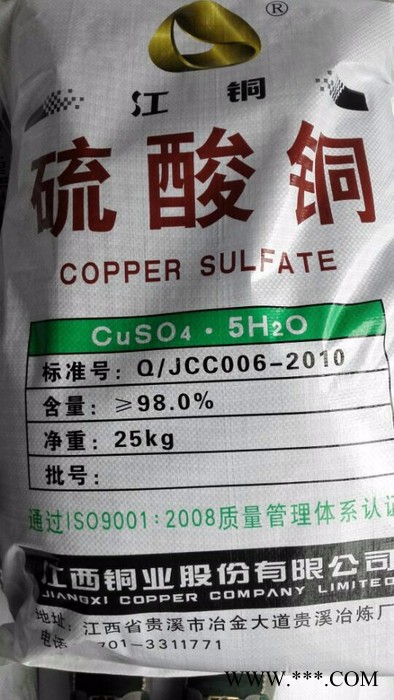 ®
江铜
硫酸铜
COPPER SULFATE
CuSO₄·5H₂O
标准号：Q/JCC006-2010
含量：≥98.0%
净重：25kg
批号：
通过ISO9001:2008质量管理体系认证
江西铜业股份有限公司
JIANGXI COPPER COMPANY LIMITED
地址：江西省贵溪市冶金大道贵溪冶炼厂
电话：0701-3311771
WWW.***.COM